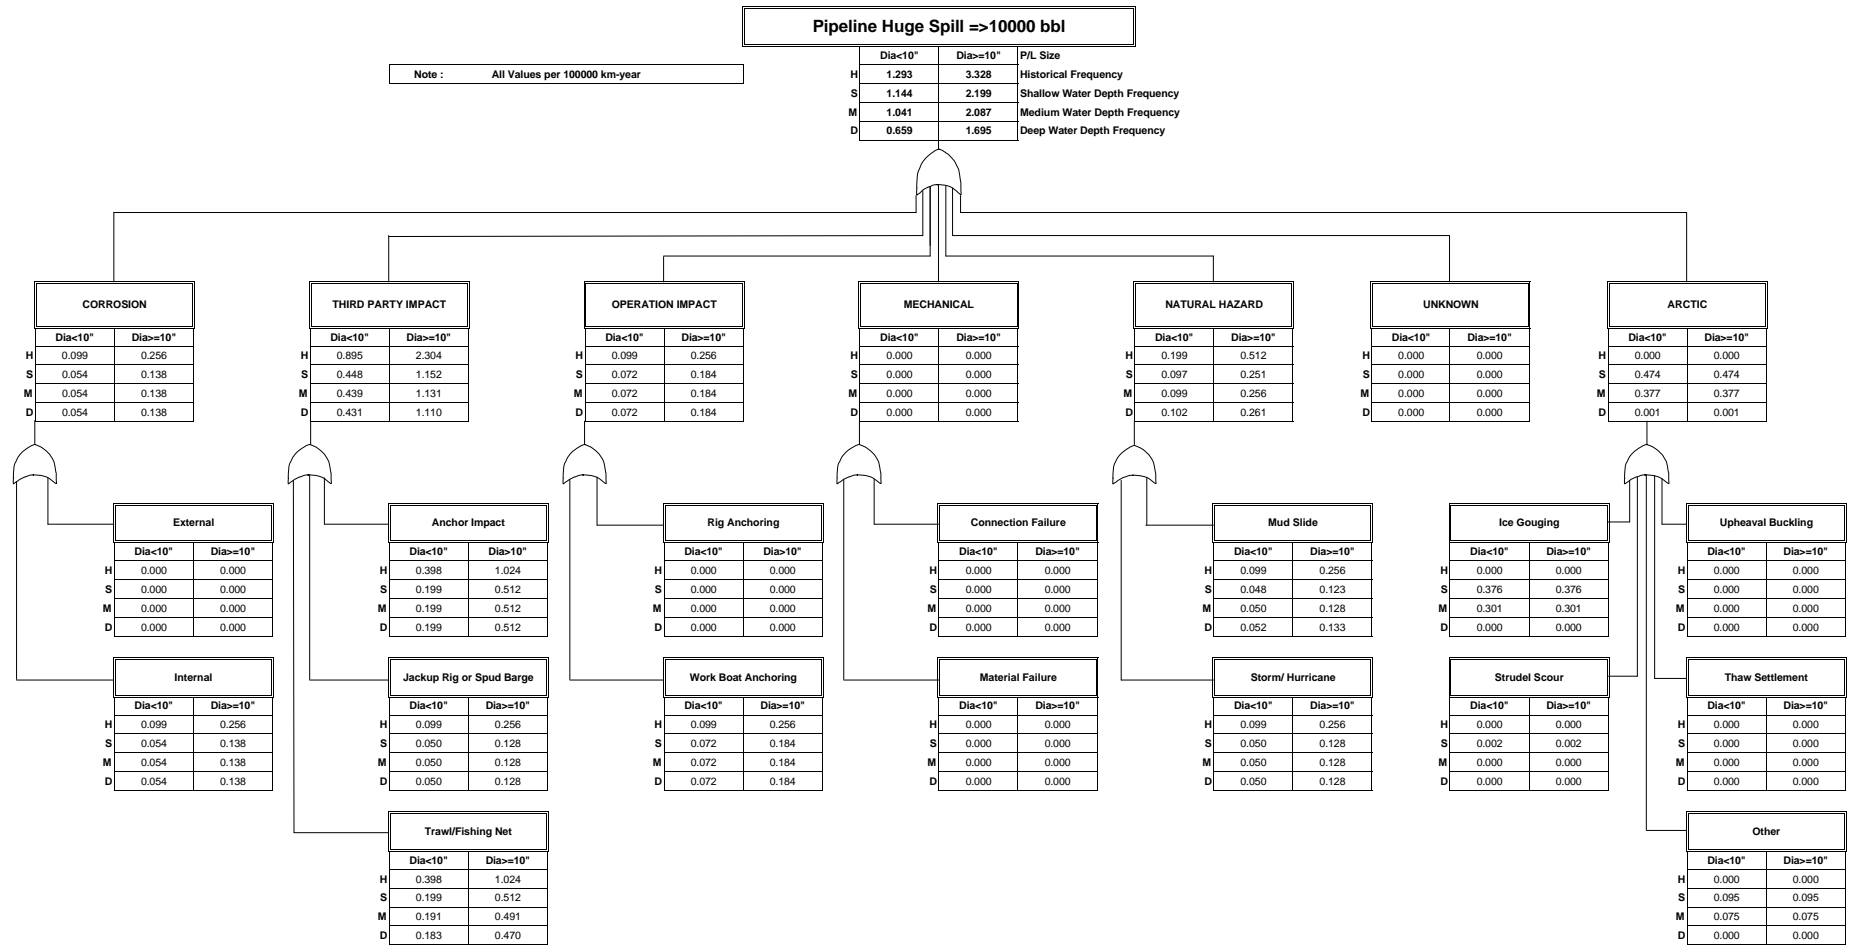 Pipeline Huge Spill =>10000 bbl
Dia<10" Dia>=10" P/L Size
Note : All Values per 100000 km-year
H 1.293 3.328 Historical Frequency
S 1.144 2.199 Shallow Water Depth Frequency
M 1.041 2.087 Medium Water Depth Frequency
D 0.659 1.695 Deep Water Depth Frequency
CORROSION
Dia<10" Dia>=10"
H 0.099 0.256
S 0.054 0.138
M 0.054 0.138
D 0.054 0.138
THIRD PARTY IMPACT
Dia<10" Dia>=10"
H 0.895 2.304
S 0.448 1.152
M 0.439 1.131
D 0.431 1.110
OPERATION IMPACT
Dia<10" Dia>=10"
H 0.099 0.256
S 0.072 0.184
M 0.072 0.184
D 0.072 0.184
MECHANICAL
Dia<10" Dia>=10"
H 0.000 0.000
S 0.000 0.000
M 0.000 0.000
D 0.000 0.000
NATURAL HAZARD
Dia<10" Dia>=10"
H 0.199 0.512
S 0.097 0.251
M 0.099 0.256
D 0.102 0.261
UNKNOWN
Dia<10" Dia>=10"
H 0.000 0.000
S 0.000 0.000
M 0.000 0.000
D 0.000 0.000
ARCTIC
Dia<10" Dia>=10"
H 0.000 0.000
S 0.474 0.474
M 0.377 0.377
D 0.001 0.001
External
Dia<10" Dia>=10"
H 0.000 0.000
S 0.000 0.000
M 0.000 0.000
D 0.000 0.000
Anchor Impact
Dia<10" Dia>10"
H 0.398 1.024
S 0.199 0.512
M 0.199 0.512
D 0.199 0.512
Rig Anchoring
Dia<10" Dia>10"
H 0.000 0.000
S 0.000 0.000
M 0.000 0.000
D 0.000 0.000
Connection Failure
Dia<10" Dia>=10"
H 0.000 0.000
S 0.000 0.000
M 0.000 0.000
D 0.000 0.000
Mud Slide
Dia<10" Dia>=10"
H 0.099 0.256
S 0.048 0.123
M 0.050 0.128
D 0.052 0.133
Ice Gouging
Dia<10" Dia>=10"
H 0.000 0.000
S 0.376 0.376
M 0.301 0.301
D 0.000 0.000
Upheaval Buckling
Dia<10" Dia>=10"
H 0.000 0.000
S 0.000 0.000
M 0.000 0.000
D 0.000 0.000
Internal
Dia<10" Dia>=10"
H 0.099 0.256
S 0.054 0.138
M 0.054 0.138
D 0.054 0.138
Jackup Rig or Spud Barge
Dia<10" Dia>=10"
H 0.099 0.256
S 0.050 0.128
M 0.050 0.128
D 0.050 0.128
Work Boat Anchoring
Dia<10" Dia>=10"
H 0.099 0.256
S 0.072 0.184
M 0.072 0.184
D 0.072 0.184
Material Failure
Dia<10" Dia>=10"
H 0.000 0.000
S 0.000 0.000
M 0.000 0.000
D 0.000 0.000
Storm/ Hurricane
Dia<10" Dia>=10"
H 0.099 0.256
S 0.050 0.128
M 0.050 0.128
D 0.050 0.128
Strudel Scour
Dia<10" Dia>=10"
H 0.000 0.000
S 0.002 0.002
M 0.000 0.000
D 0.000 0.000
Thaw Settlement
Dia<10" Dia>=10"
H 0.000 0.000
S 0.000 0.000
M 0.000 0.000
D 0.000 0.000
Trawl/Fishing Net
Dia<10" Dia>=10"
H 0.398 1.024
S 0.199 0.512
M 0.191 0.491
D 0.183 0.470
Other
Dia<10" Dia>=10"
H 0.000 0.000
S 0.095 0.095
M 0.075 0.075
D 0.000 0.000